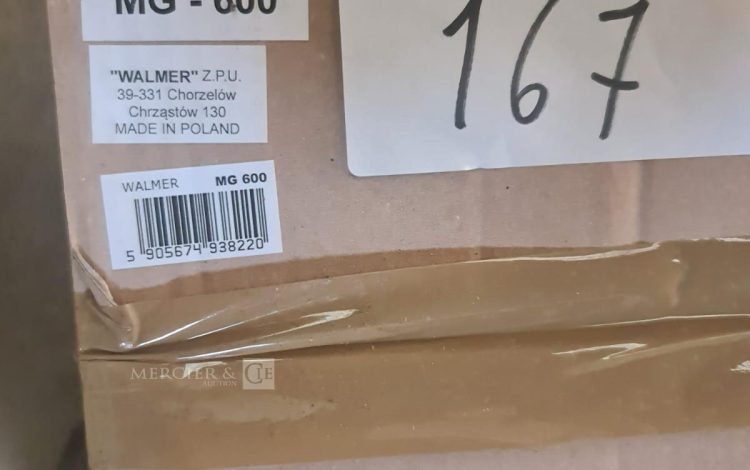 MG - 600
167
"WALMER" Z.P.U.
39-331 Chorzelów
Chrząstów 130
MADE IN POLAND
WALMER MG 600
5 905674 938220
MERCIER & CIE
AUCTION